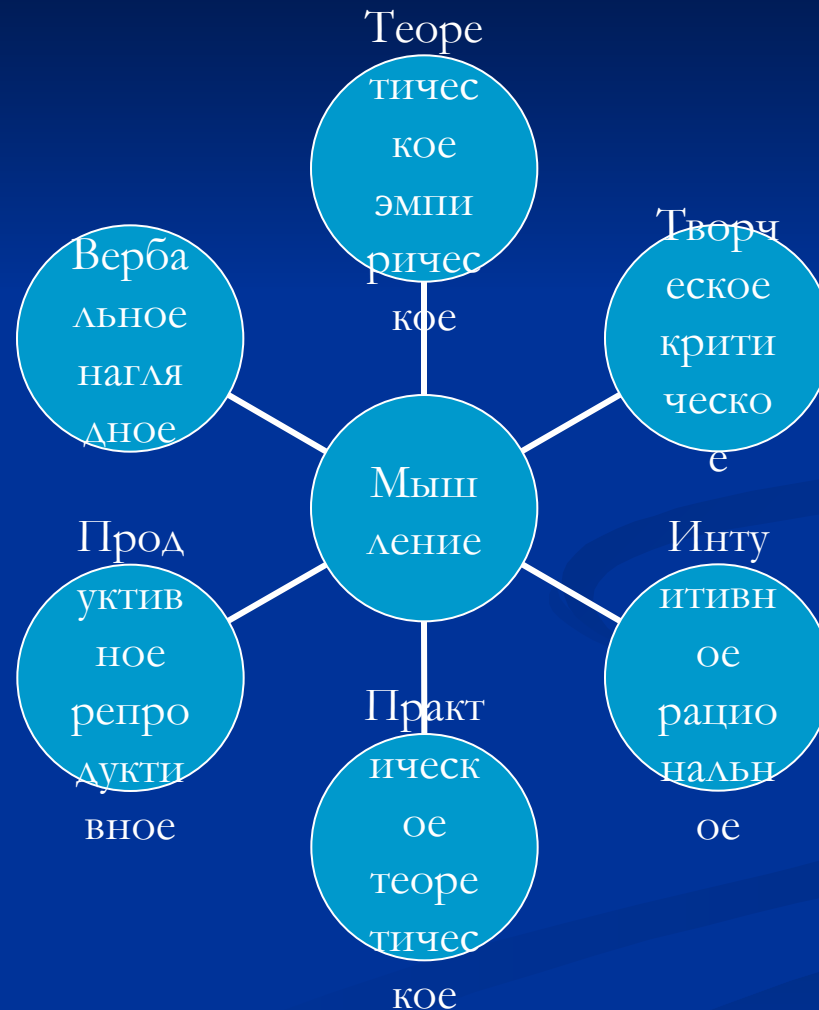 Теоре
тичес
кое
эмпи
ричес
кое
Творч
еское
крити
ческо
е
Верба
льное
нагля
дное
Мыш
ление
Инту
итивн
ое
рацио
нальн
ое
Прод
уктив
ное
репро
дукти
вное
Практ
ическ
ое
теоре
тичес
кое